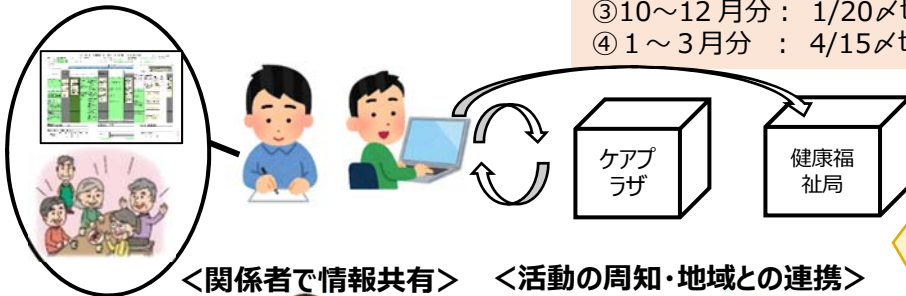 ③10～12 月分： 1/20〆
④１～３月分 ： 4/15〆
ケアプ
ラザ
健康福
祉局
＜関係者で情報共有＞
＜活動の周知・地域との連携＞